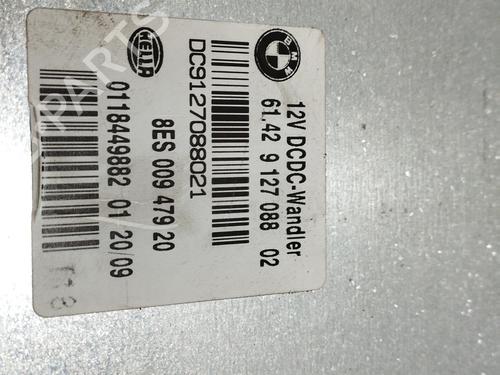 BMW
12V DCDC-Wandler
61.42 9 127 088 02
DC9127088021
HELLA
8ES 009 479 20
0118449882 01 20/09